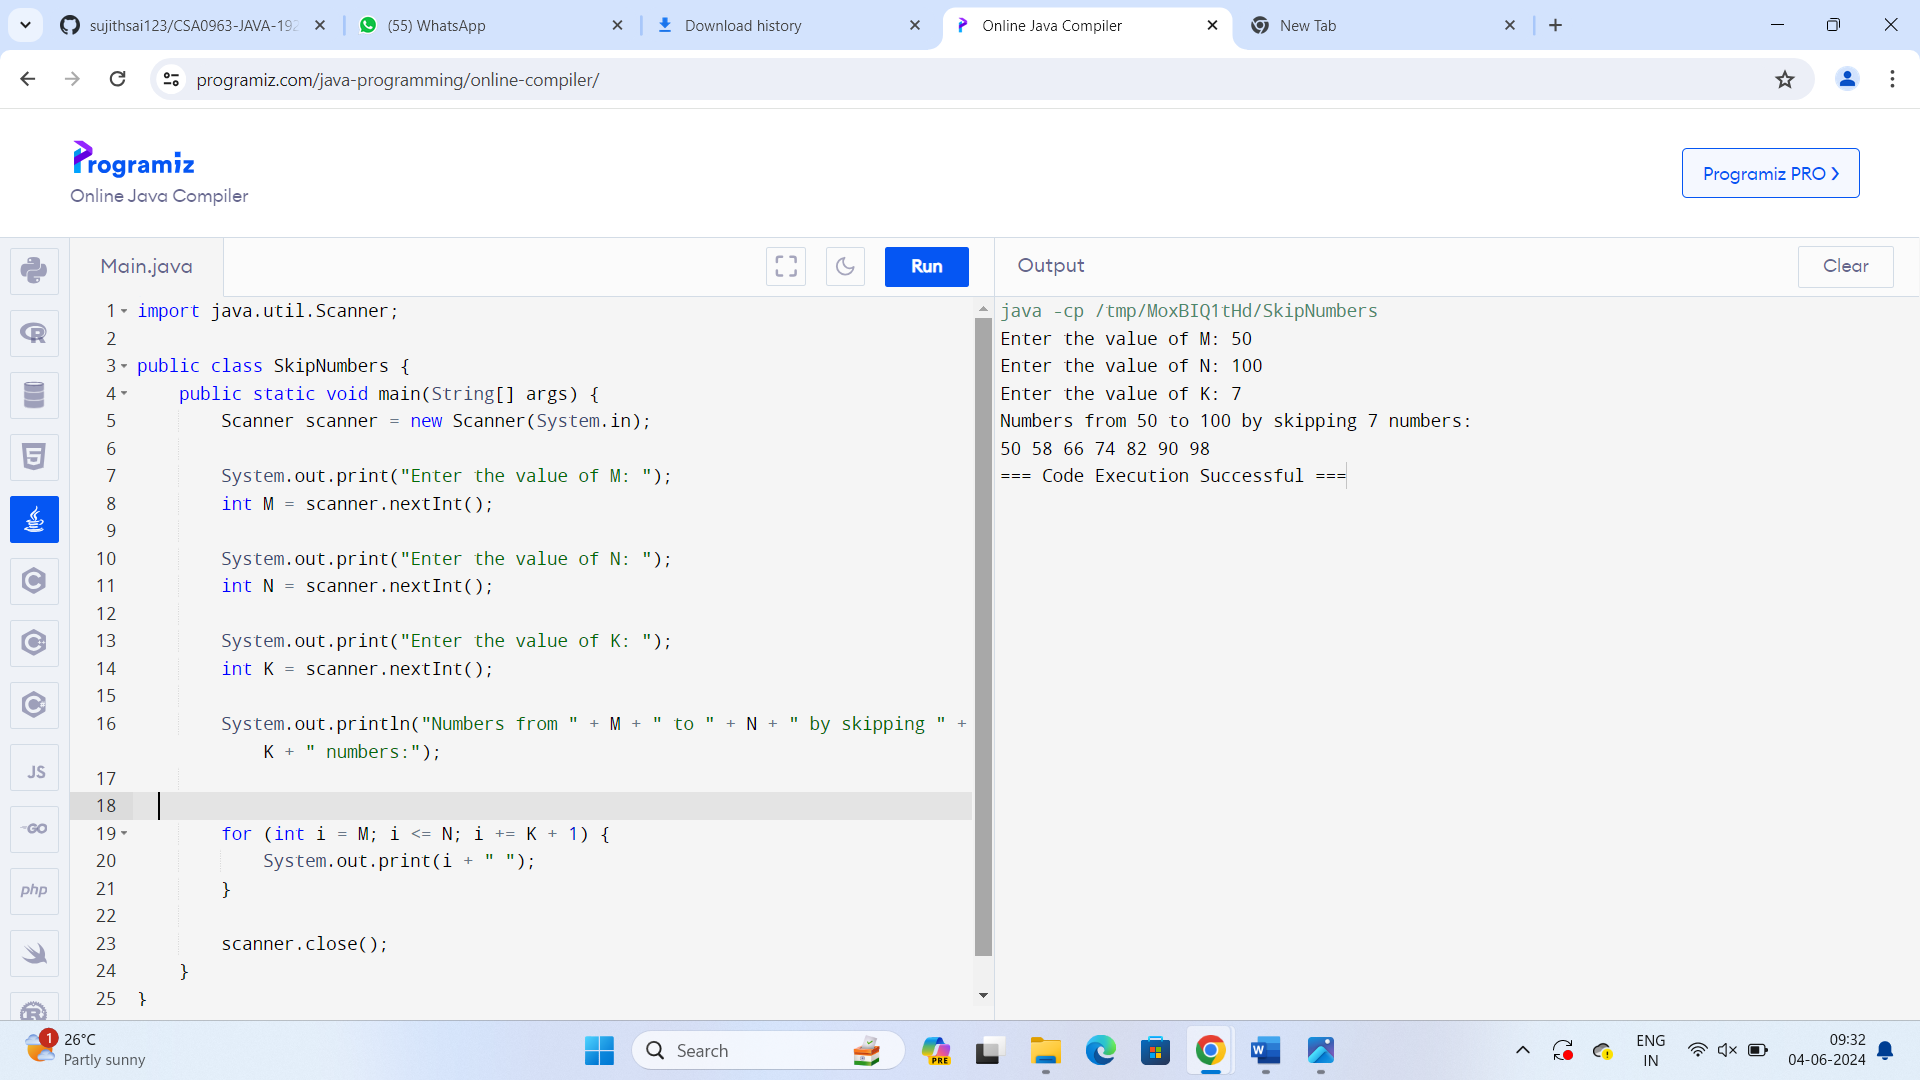 sujithsai123/CSA0963-JAVA-192
(55) WhatsApp
Download history
Online Java Compiler
New Tab
programiz.com/java-programming/online-compiler/
Programiz
Online Java Compiler
Programiz PRO
Main.java
Run
Output
Clear
1 import java.util.Scanner;
2
3 public class SkipNumbers {
4 public static void main(String[] args) {
5 Scanner scanner = new Scanner(System.in);
6
7 System.out.print("Enter the value of M: ");
8 int M = scanner.nextInt();
9
10 System.out.print("Enter the value of N: ");
11 int N = scanner.nextInt();
12
13 System.out.print("Enter the value of K: ");
14 int K = scanner.nextInt();
15
16 System.out.println("Numbers from " + M + " to " + N + " by skipping " +
K + " numbers:");
17
18
19 for (int i = M; i <= N; i += K + 1) {
20 System.out.print(i + " ");
21 }
22
23 scanner.close();
24 }
25 }
java -cp /tmp/MoxBIQ1tHd/SkipNumbers
Enter the value of M: 50
Enter the value of N: 100
Enter the value of K: 7
Numbers from 50 to 100 by skipping 7 numbers:
50 58 66 74 82 90 98
=== Code Execution Successful ===
R
5
C
C
C
JS
GO
php
R
1
26°C
Partly sunny
Search
PRE
W
ENG
IN
09:32
04-06-2024